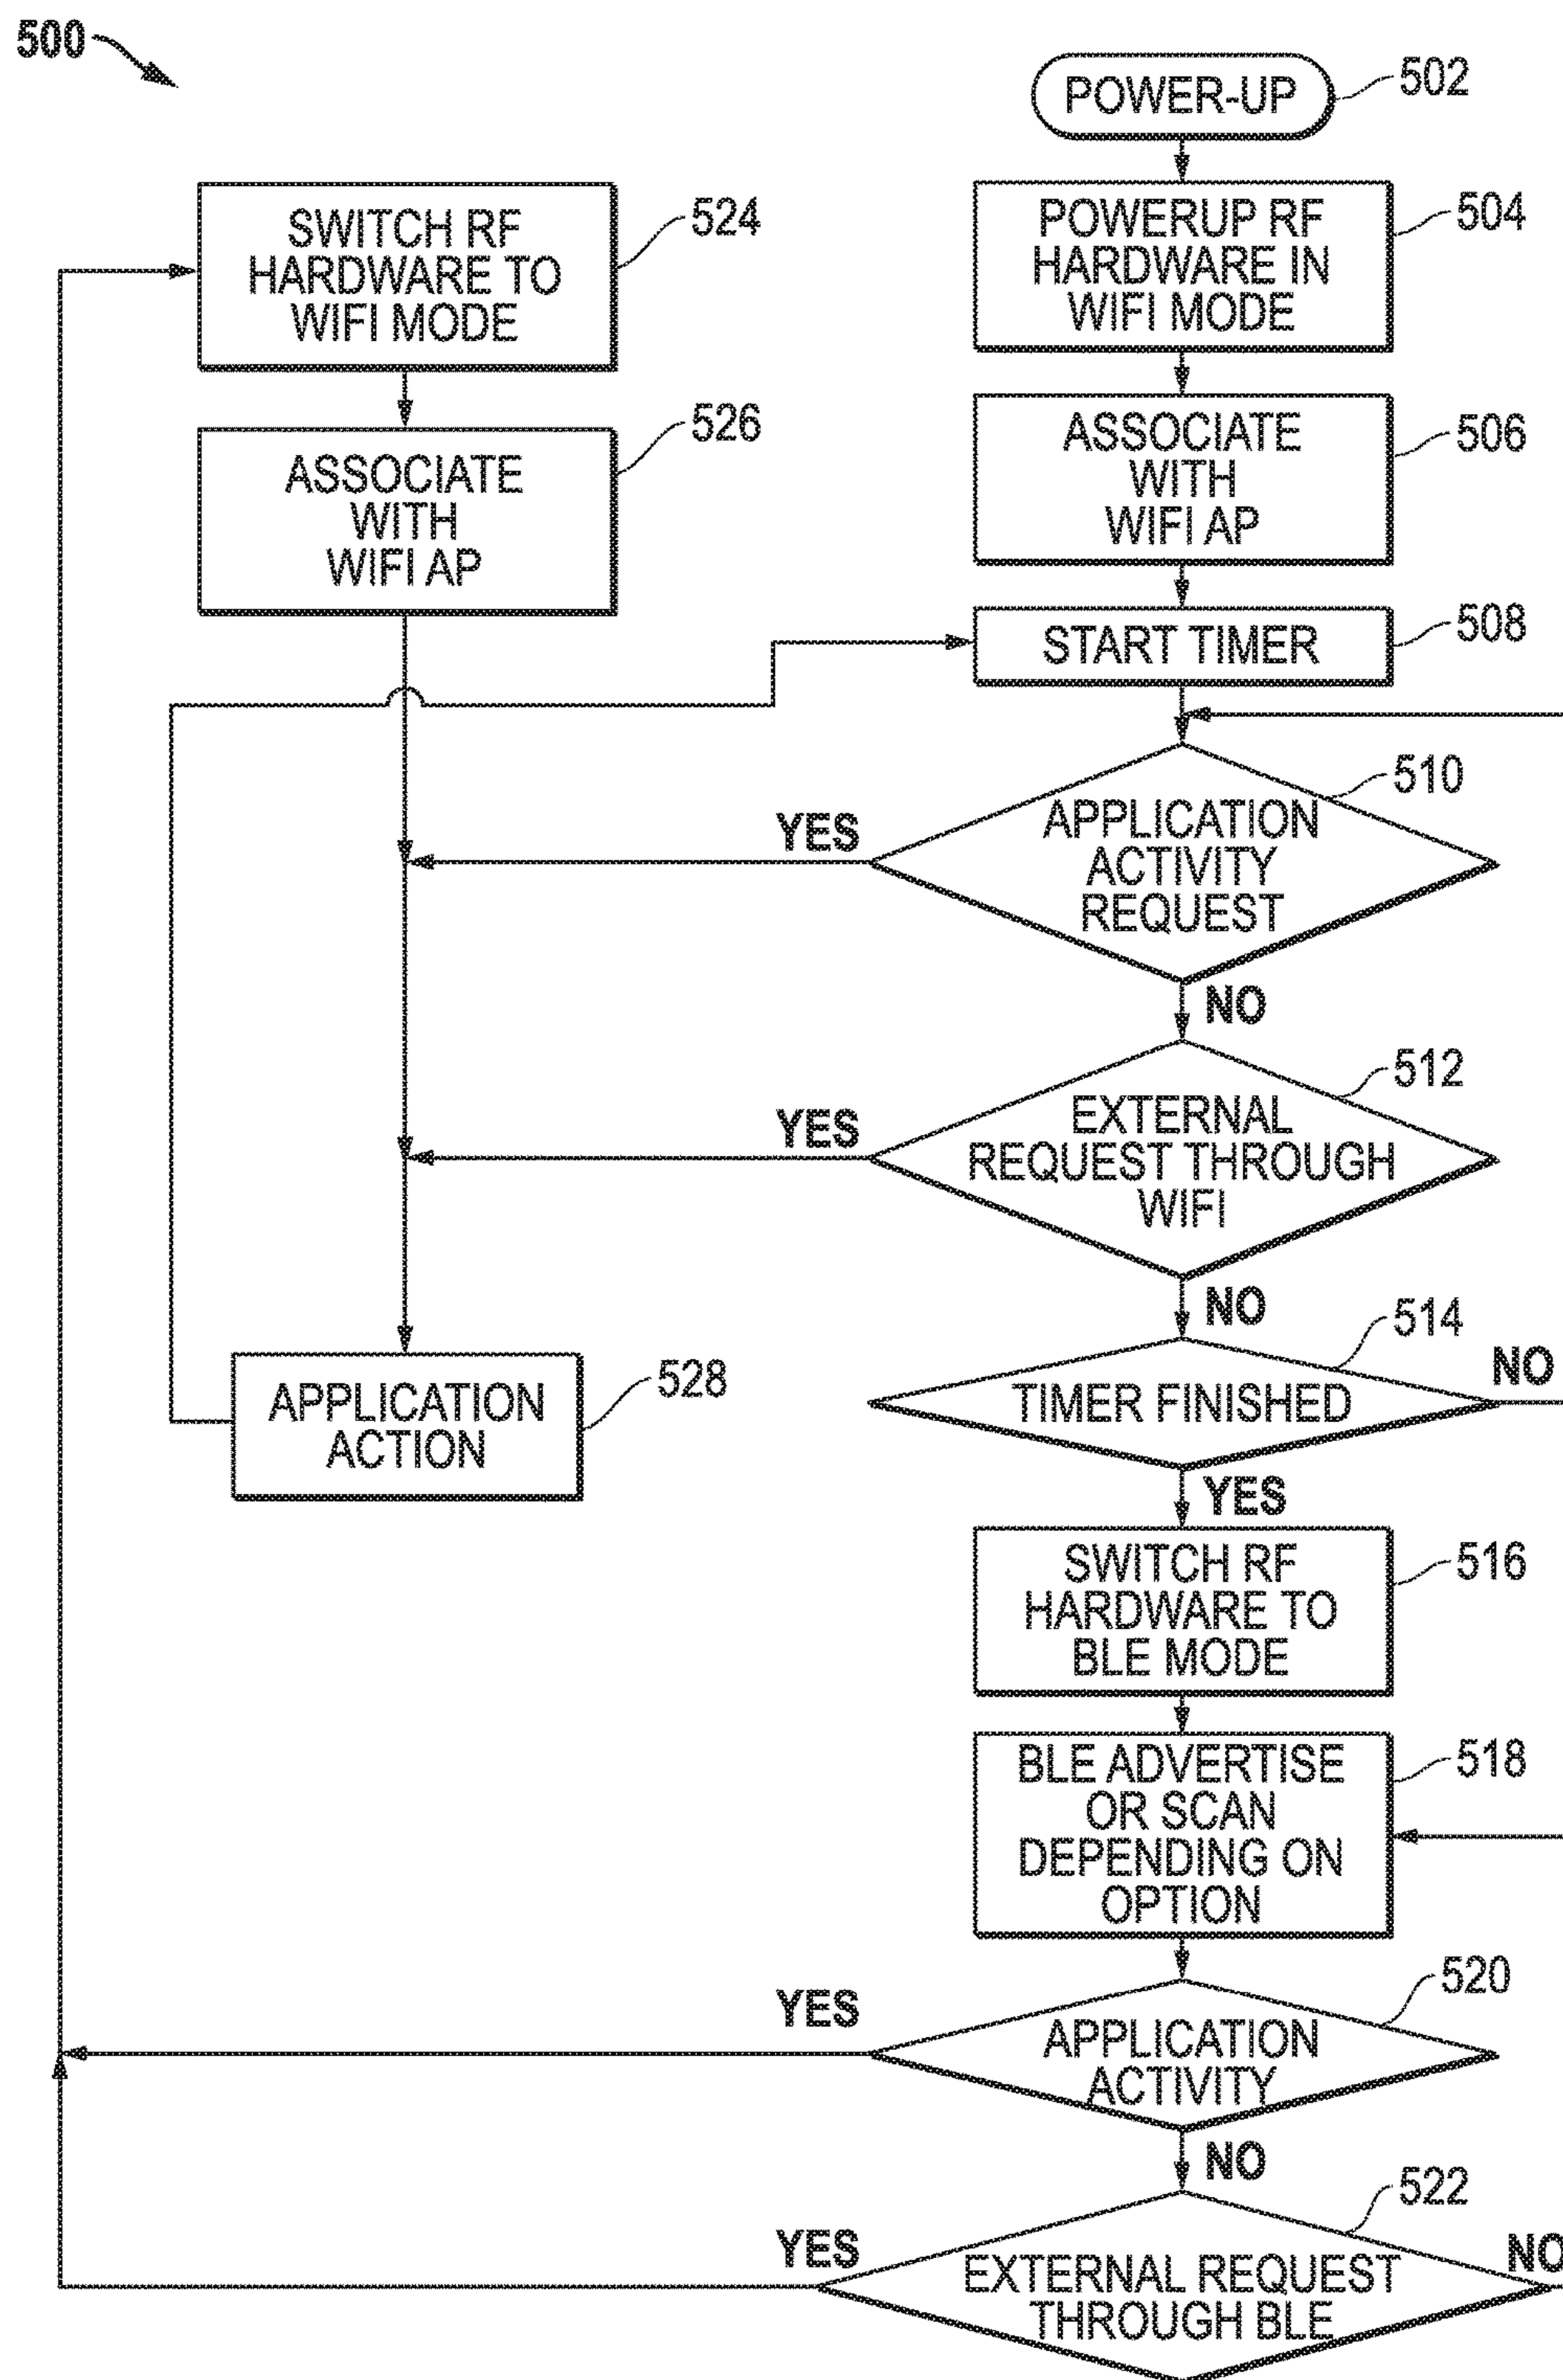 500
POWER-UP
502
POWERUP RF
HARDWARE IN
WIFI MODE
504
SWITCH RF
HARDWARE TO
WIFI MODE
524
ASSOCIATE
WITH
WIFI AP
506
ASSOCIATE
WITH
WIFI AP
526
START TIMER
508
APPLICATION
ACTIVITY
REQUEST
510
YES
NO
EXTERNAL
REQUEST THROUGH
WIFI
512
YES
NO
TIMER FINISHED
514
NO
YES
APPLICATION
ACTION
528
SWITCH RF
HARDWARE TO
BLE MODE
516
BLE ADVERTISE
OR SCAN
DEPENDING ON
OPTION
518
APPLICATION
ACTIVITY
520
YES
NO
EXTERNAL REQUEST
THROUGH BLE
522
YES
NO